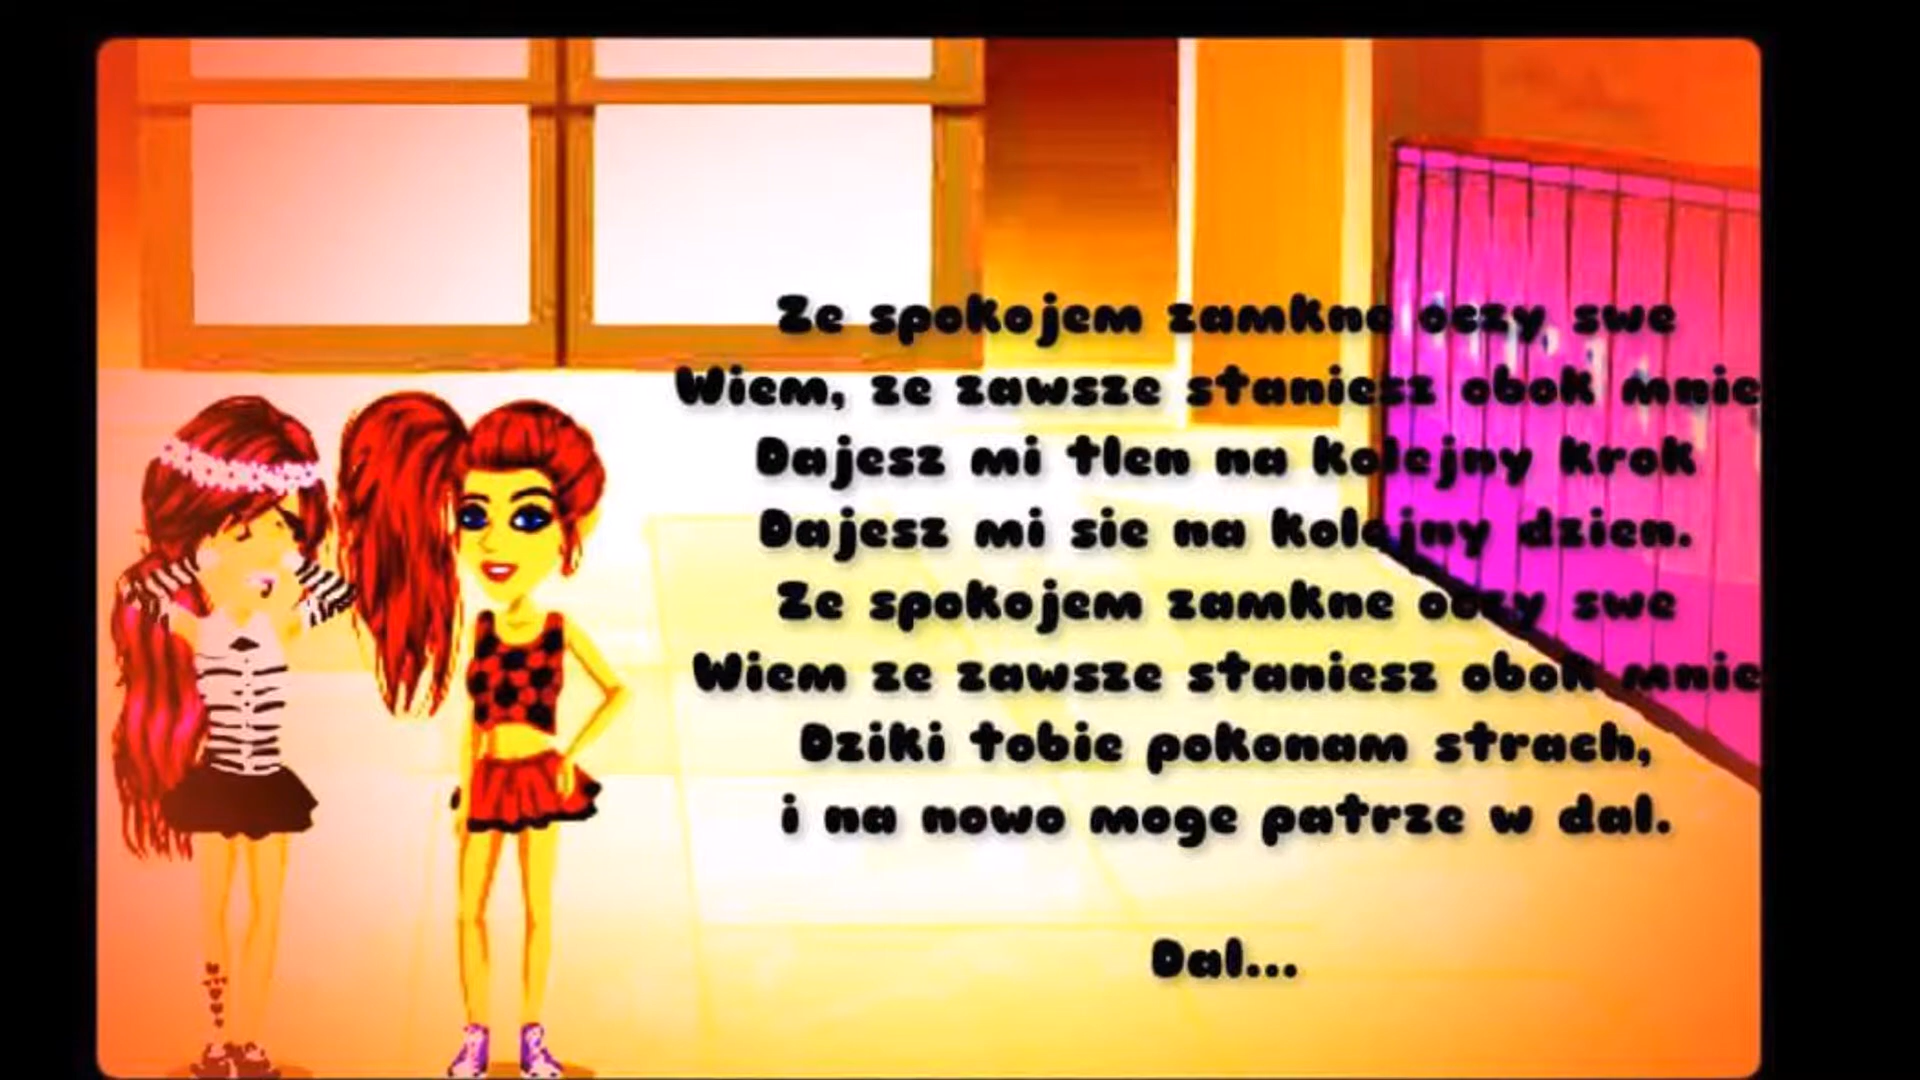 Ze spokojem zamkne oczy swe
Wiem, ze zawsze staniesz obok mnie
Dajesz mi tlen na kolejny krok
Dajesz mi sie na kolejny dzien.
Ze spokojem zamkne oczy swe
Wiem ze zawsze staniesz obok mnie
Dziki tobie pokonam strach,
i na nowo moge patrze w dal.
Dal...